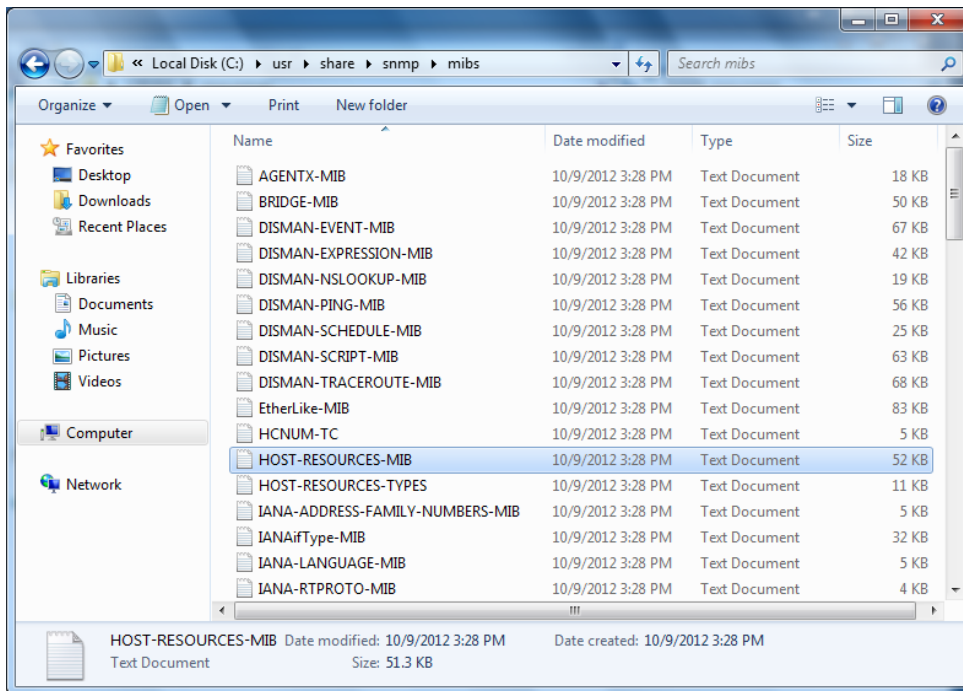 « Local Disk (C:) ▸ usr ▸ share ▸ snmp ▸ mibs Search mibs
Organize Open Print New folder
Favorites
Desktop
Downloads
Recent Places
Libraries
Documents
Music
Pictures
Videos
Computer
Network
Name Date modified Type Size
AGENTX-MIB 10/9/2012 3:28 PM Text Document 18 KB
BRIDGE-MIB 10/9/2012 3:28 PM Text Document 50 KB
DISMAN-EVENT-MIB 10/9/2012 3:28 PM Text Document 67 KB
DISMAN-EXPRESSION-MIB 10/9/2012 3:28 PM Text Document 42 KB
DISMAN-NSLOOKUP-MIB 10/9/2012 3:28 PM Text Document 19 KB
DISMAN-PING-MIB 10/9/2012 3:28 PM Text Document 56 KB
DISMAN-SCHEDULE-MIB 10/9/2012 3:28 PM Text Document 25 KB
DISMAN-SCRIPT-MIB 10/9/2012 3:28 PM Text Document 63 KB
DISMAN-TRACEROUTE-MIB 10/9/2012 3:28 PM Text Document 68 KB
EtherLike-MIB 10/9/2012 3:28 PM Text Document 83 KB
HCNUM-TC 10/9/2012 3:28 PM Text Document 5 KB
HOST-RESOURCES-MIB 10/9/2012 3:28 PM Text Document 52 KB
HOST-RESOURCES-TYPES 10/9/2012 3:28 PM Text Document 11 KB
IANA-ADDRESS-FAMILY-NUMBERS-MIB 10/9/2012 3:28 PM Text Document 5 KB
IANAifType-MIB 10/9/2012 3:28 PM Text Document 32 KB
IANA-LANGUAGE-MIB 10/9/2012 3:28 PM Text Document 5 KB
IANA-RTPROTO-MIB 10/9/2012 3:28 PM Text Document 4 KB
HOST-RESOURCES-MIB Date modified: 10/9/2012 3:28 PM Date created: 10/9/2012 3:28 PM
Text Document Size: 51.3 KB